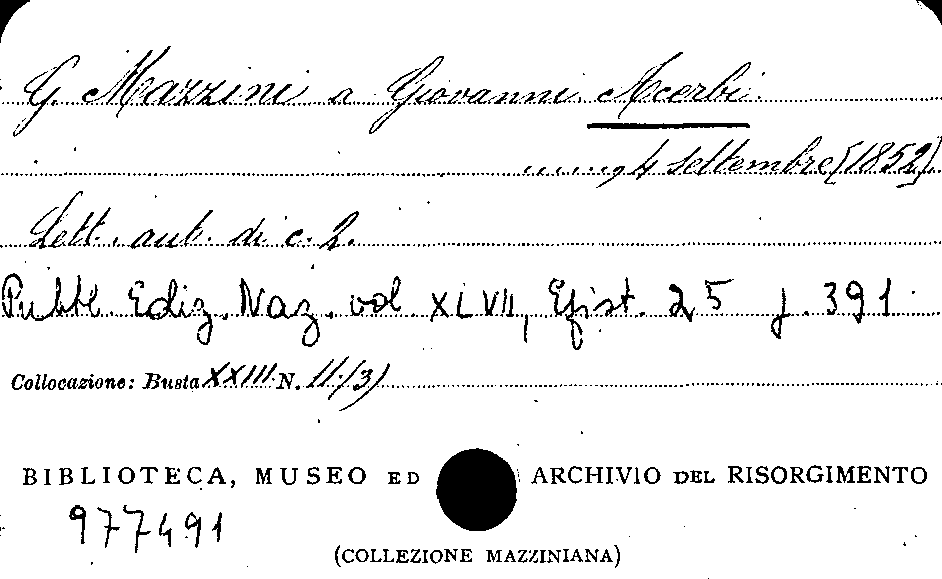 G. Mazzini a Giovanni Acerbi.
......, 4 settembre [1852]
Lett. aut. di c. 2.
Pubbl. Ediz. Naz. vol XLVII, Epist. 25 p. 391.
Collocazione: Busta XXIII N. 11(3)
BIBLIOTECA, MUSEO ED ARCHIVIO DEL RISORGIMENTO
977491
(COLLEZIONE MAZZINIANA)